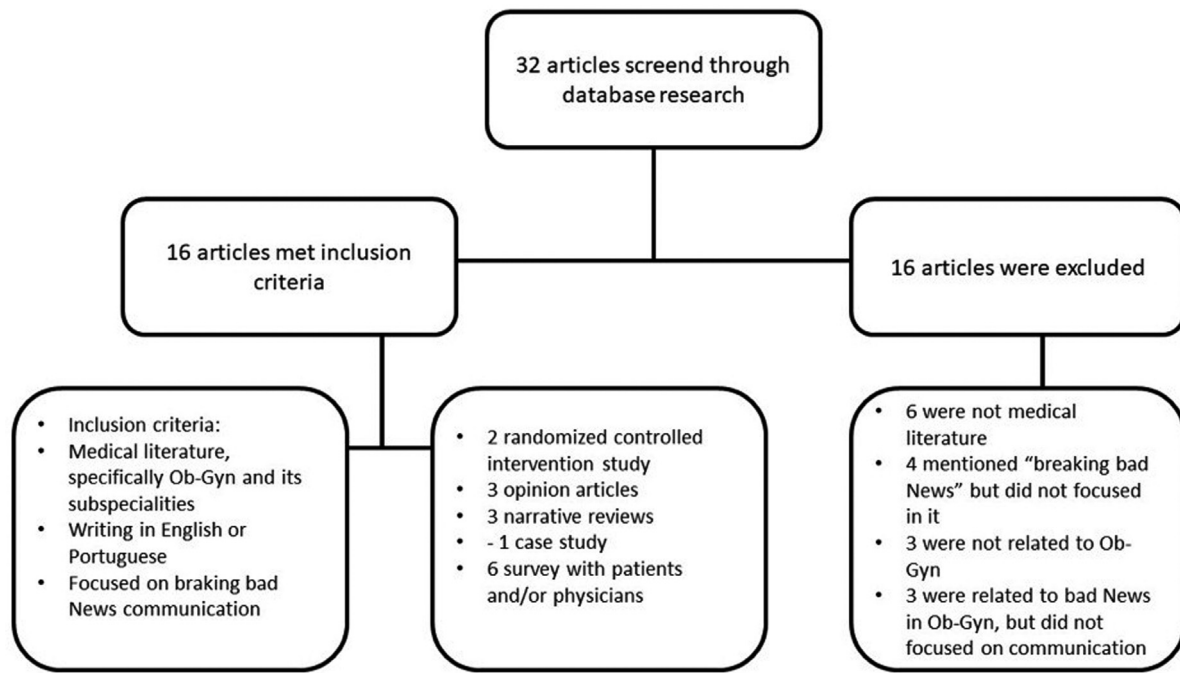 32 articles screend through
database research
16 articles met inclusion
criteria
16 articles were excluded
• Inclusion criteria:
• Medical literature,
specifically Ob-Gyn and its
subspecialities
• Writing in English or
Portuguese
• Focused on braking bad
News communication
• 2 randomized controlled
intervention study
• 3 opinion articles
• 3 narrative reviews
• - 1 case study
• 6 survey with patients
and/or physicians
• 6 were not medical
literature
• 4 mentioned “breaking bad
News” but did not focused
in it
• 3 were not related to Ob-
Gyn
• 3 were related to bad News
in Ob-Gyn, but did not
focused on communication